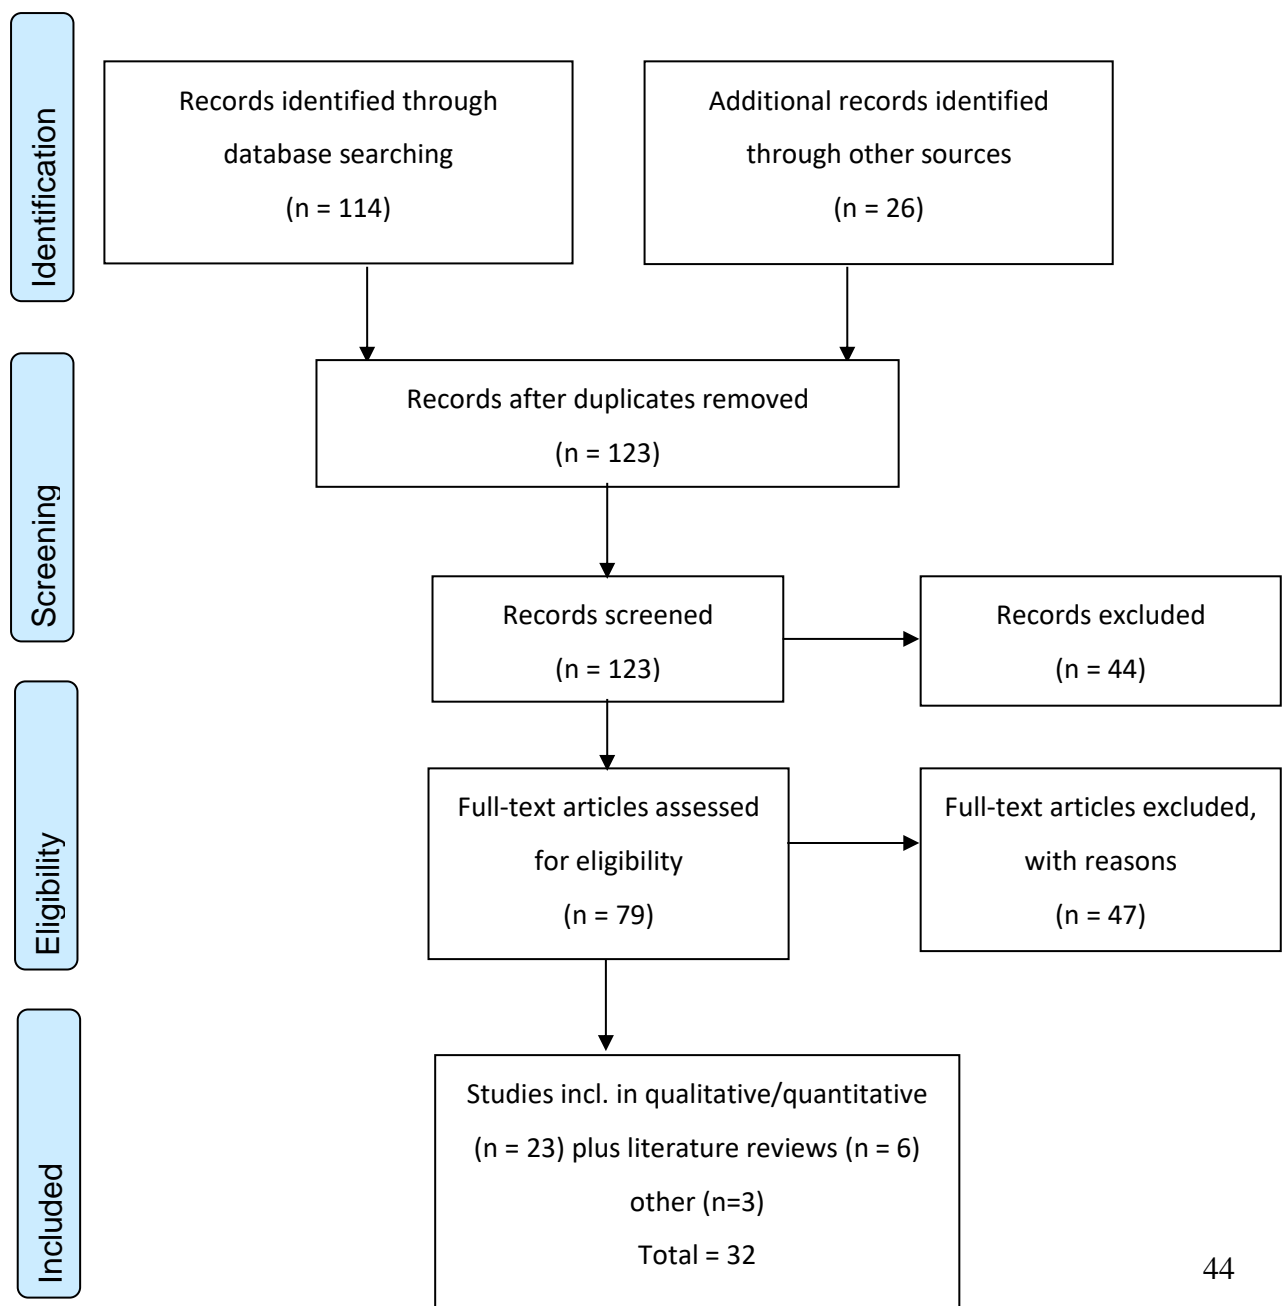 Identification
Records identified through
database searching
(n = 114)
Additional records identified
through other sources
(n = 26)
Screening
Records after duplicates removed
(n = 123)
Records screened
(n = 123)
Records excluded
(n = 44)
Eligibility
Full-text articles assessed
for eligibility
(n = 79)
Full-text articles excluded,
with reasons
(n = 47)
Included
Studies incl. in qualitative/quantitative
(n = 23) plus literature reviews (n = 6)
other (n=3)
Total = 32
44